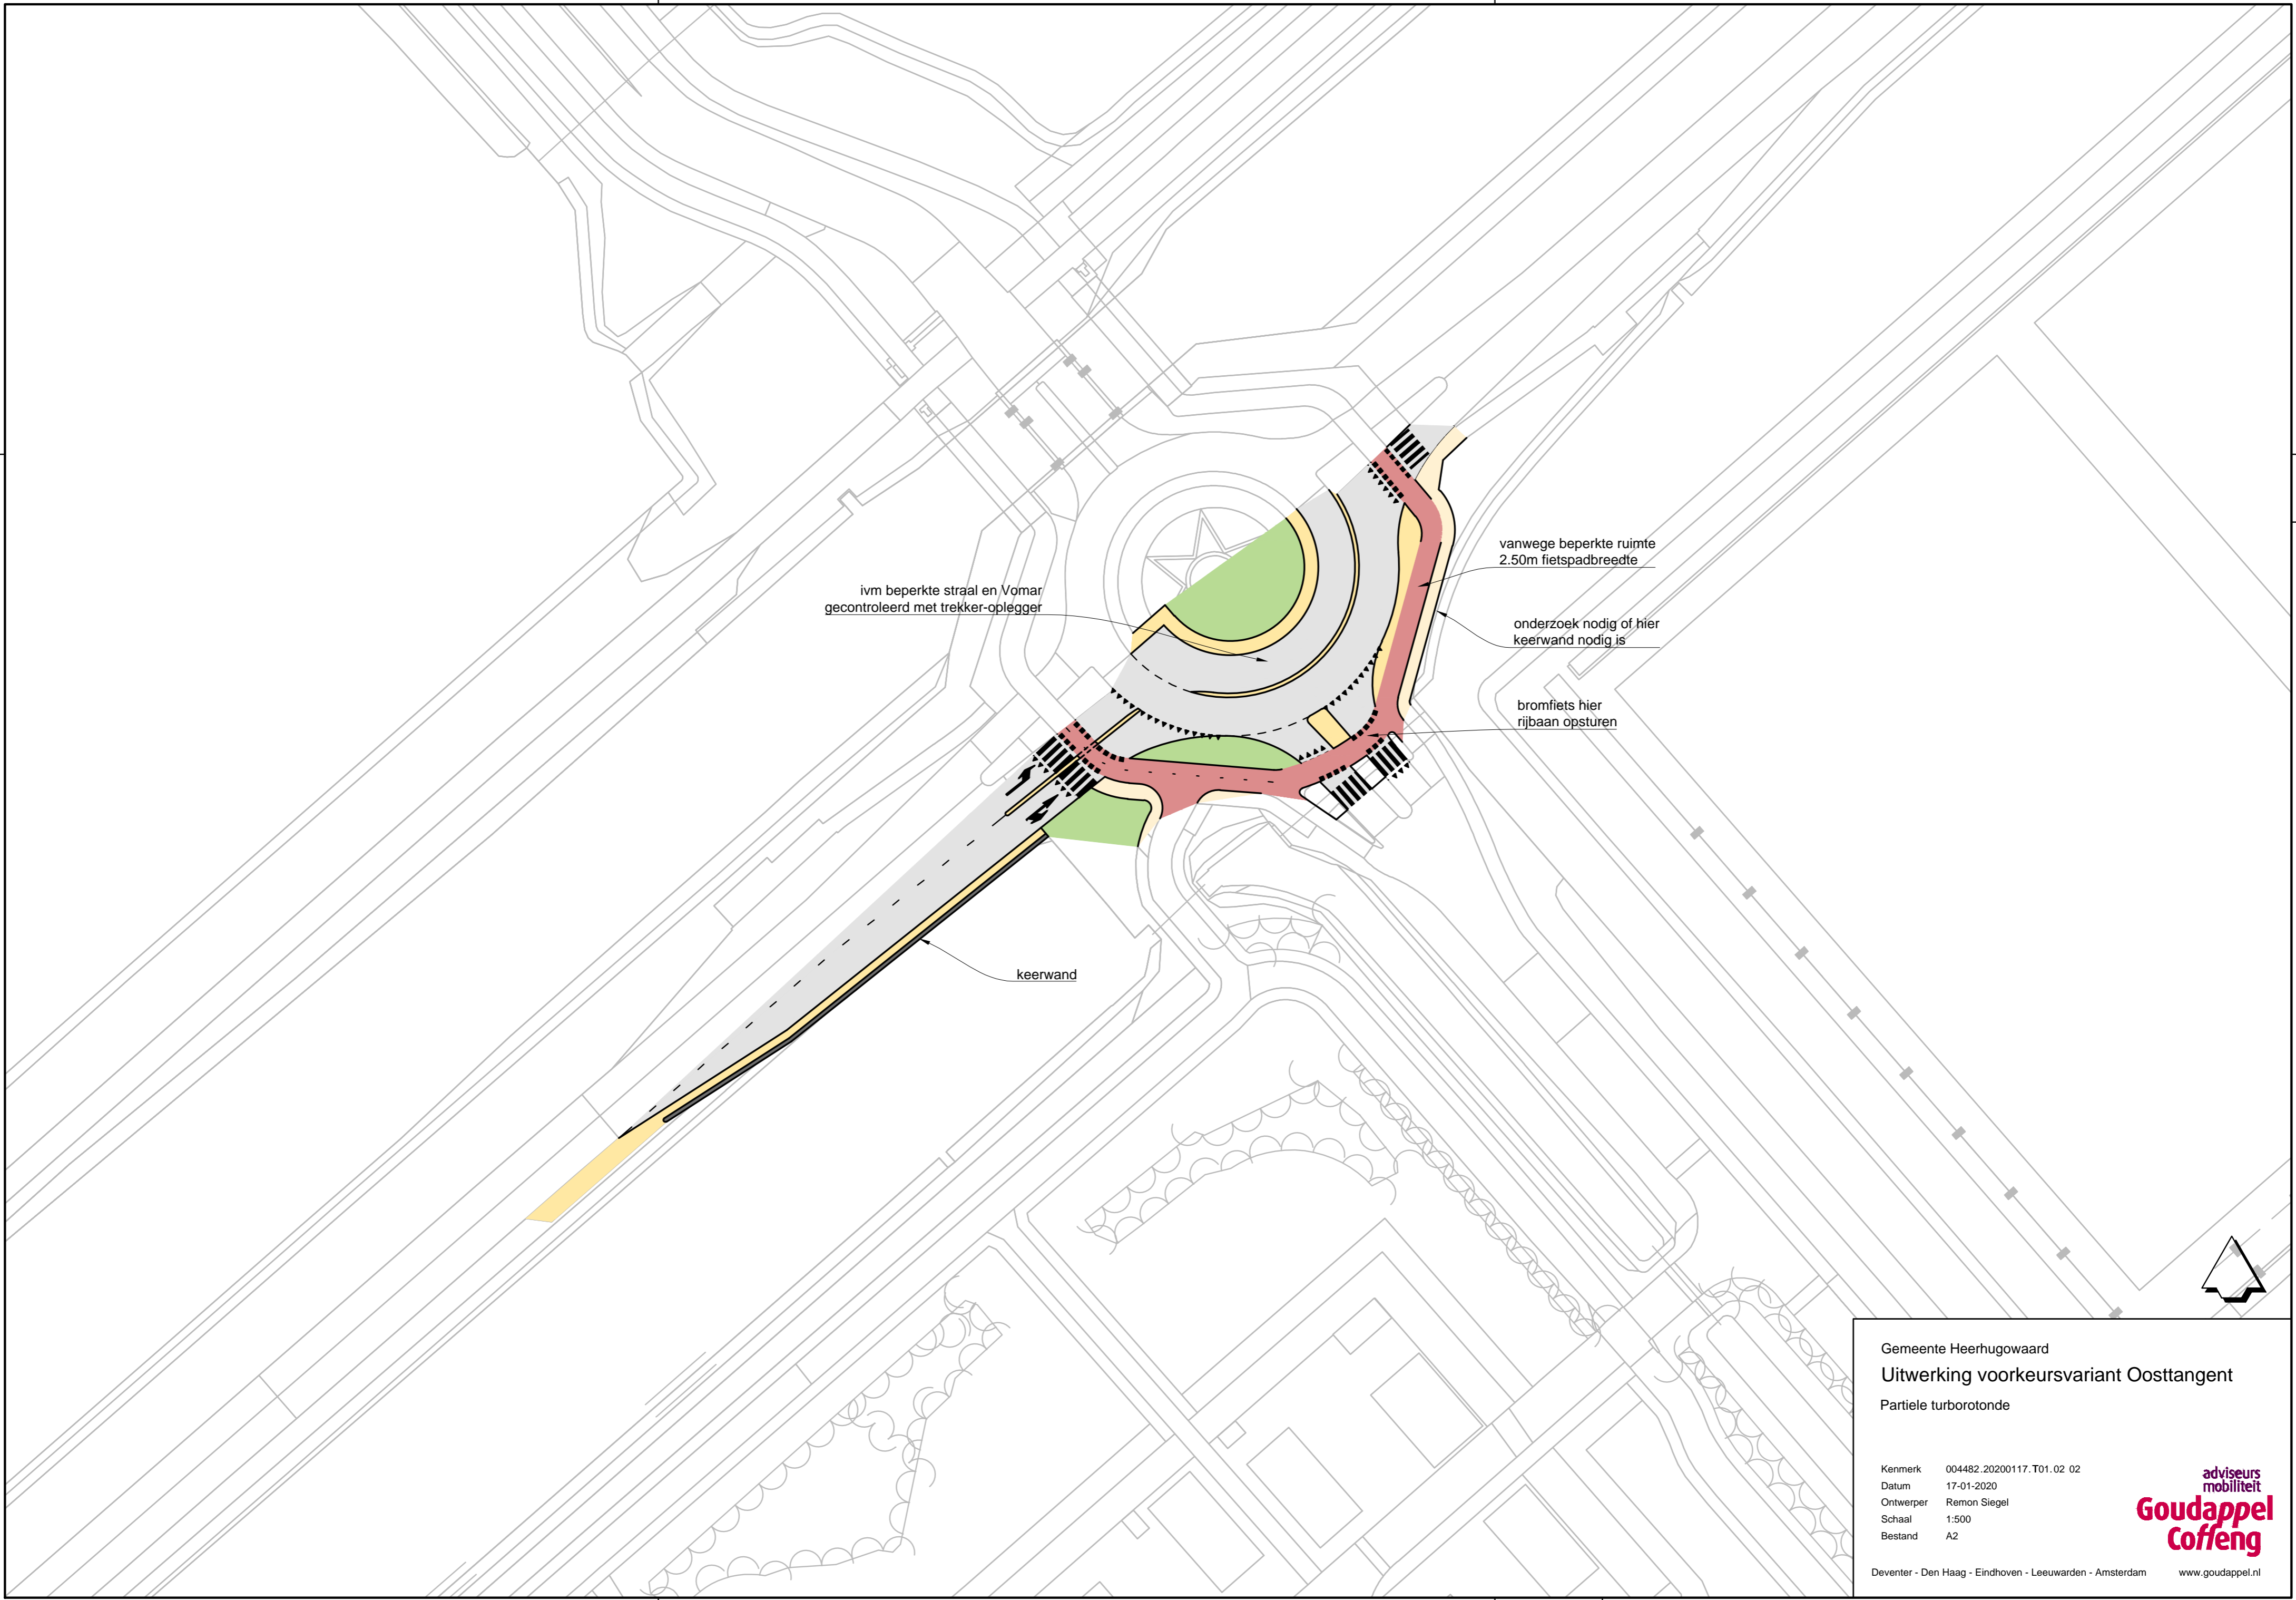 vanwege beperkte ruimte
2.50m fietspadbreedte
ivm beperkte straal en Vomar
gecontroleerd met trekker-oplegger
onderzoek nodig of hier
keerwand nodig is
bromfiets hier
rijbaan opsturen
keerwand
Gemeente Heerhugowaard
Uitwerking voorkeursvariant Oosttangent
Partiele turborotonde
Kenmerk 004482.20200117.T01.02 02
Datum 17-01-2020
Ontwerper Remon Siegel
Schaal 1:500
Bestand A2
adviseurs
mobiliteit
Goudappel
Coffeng
Deventer - Den Haag - Eindhoven - Leeuwarden - Amsterdam www.goudappel.nl